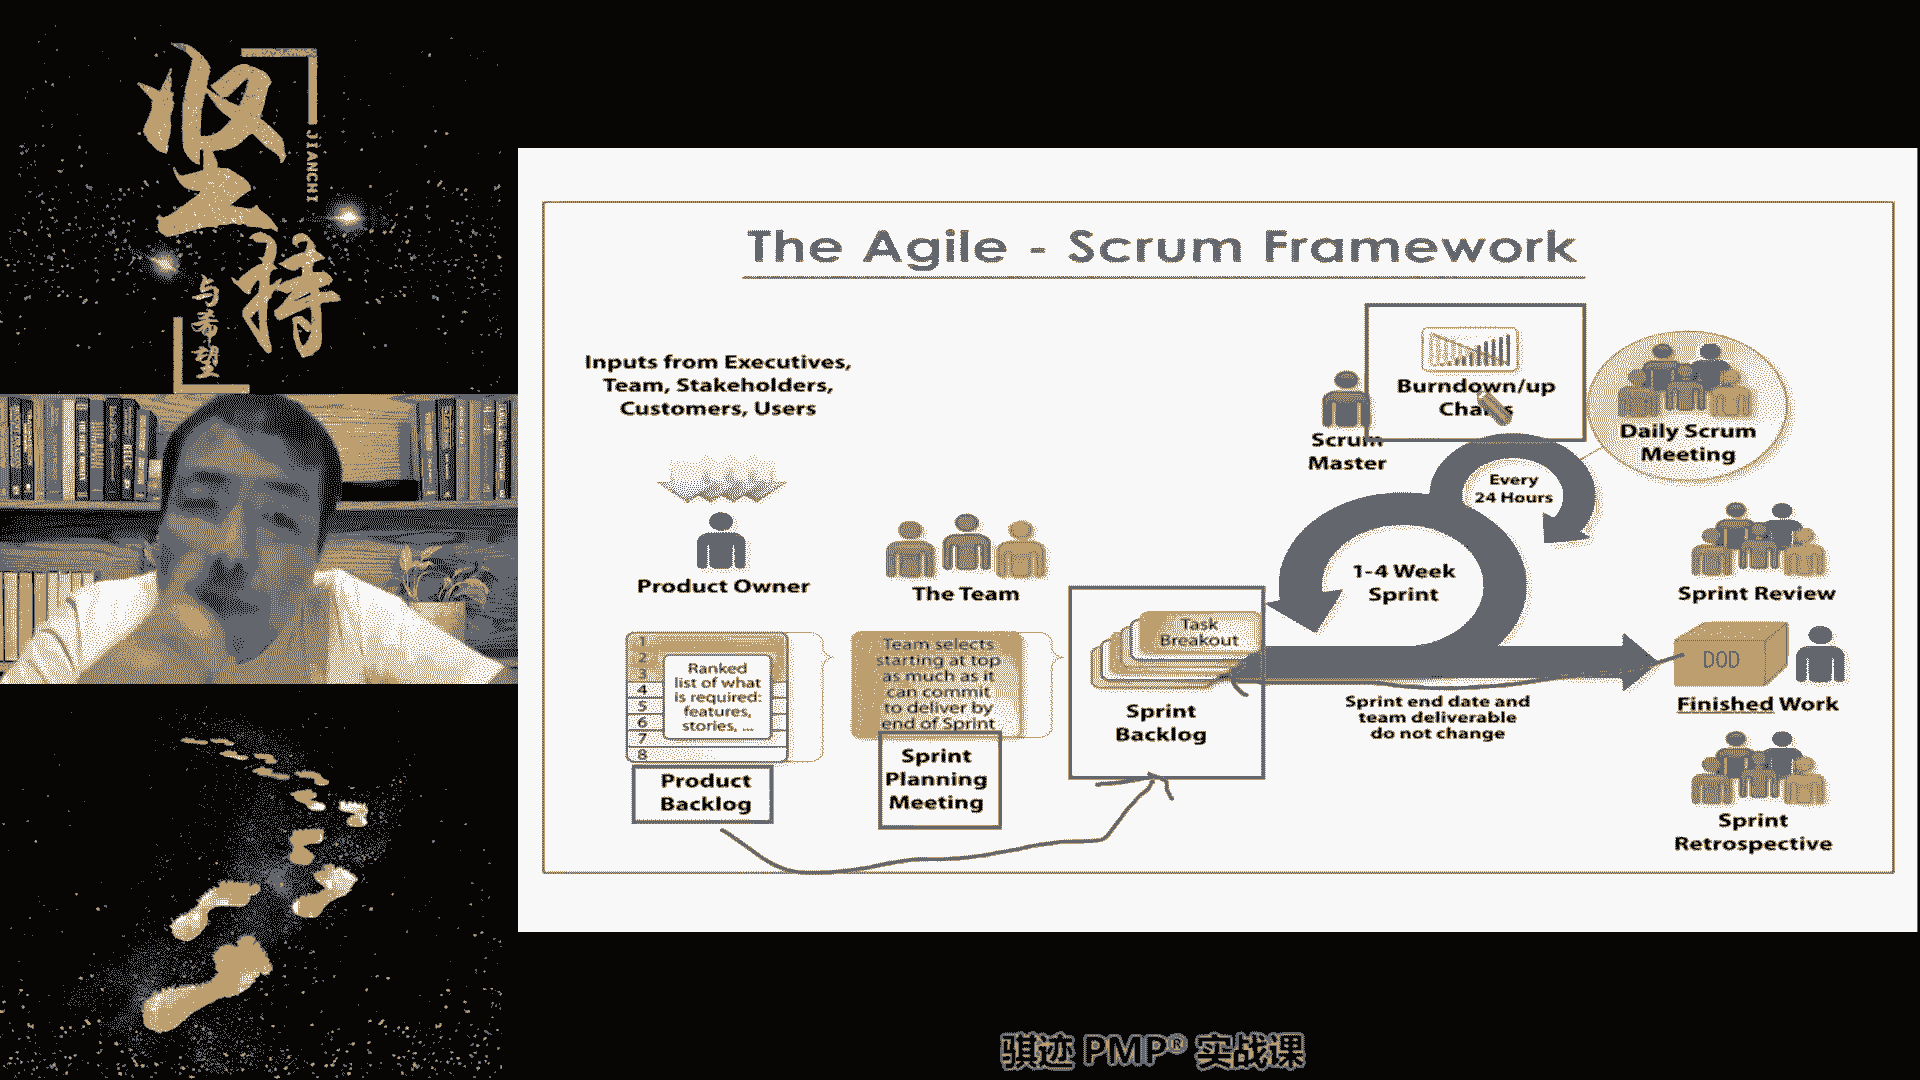 坚持
JIANCHI
与希望
The Agile - Scrum Framework
Inputs from Executives,
Team, Stakeholders,
Customers, Users
Product Owner
The Team
1
2
3
4
5
6
7
8
Ranked
list of what
is required:
features,
stories, ...
Product
Backlog
Team selects
starting at top
as much as it
can commit
to deliver by
end of Sprint
Sprint
Planning
Meeting
Task
Breakout
Sprint
Backlog
Scrum
Master
Burndown/up
Charts
Every
24 Hours
1-4 Week
Sprint
Sprint end date and
team deliverable
do not change
Daily Scrum
Meeting
Sprint Review
DOD
Finished Work
Sprint
Retrospective
骐迹 PMP® 实战课